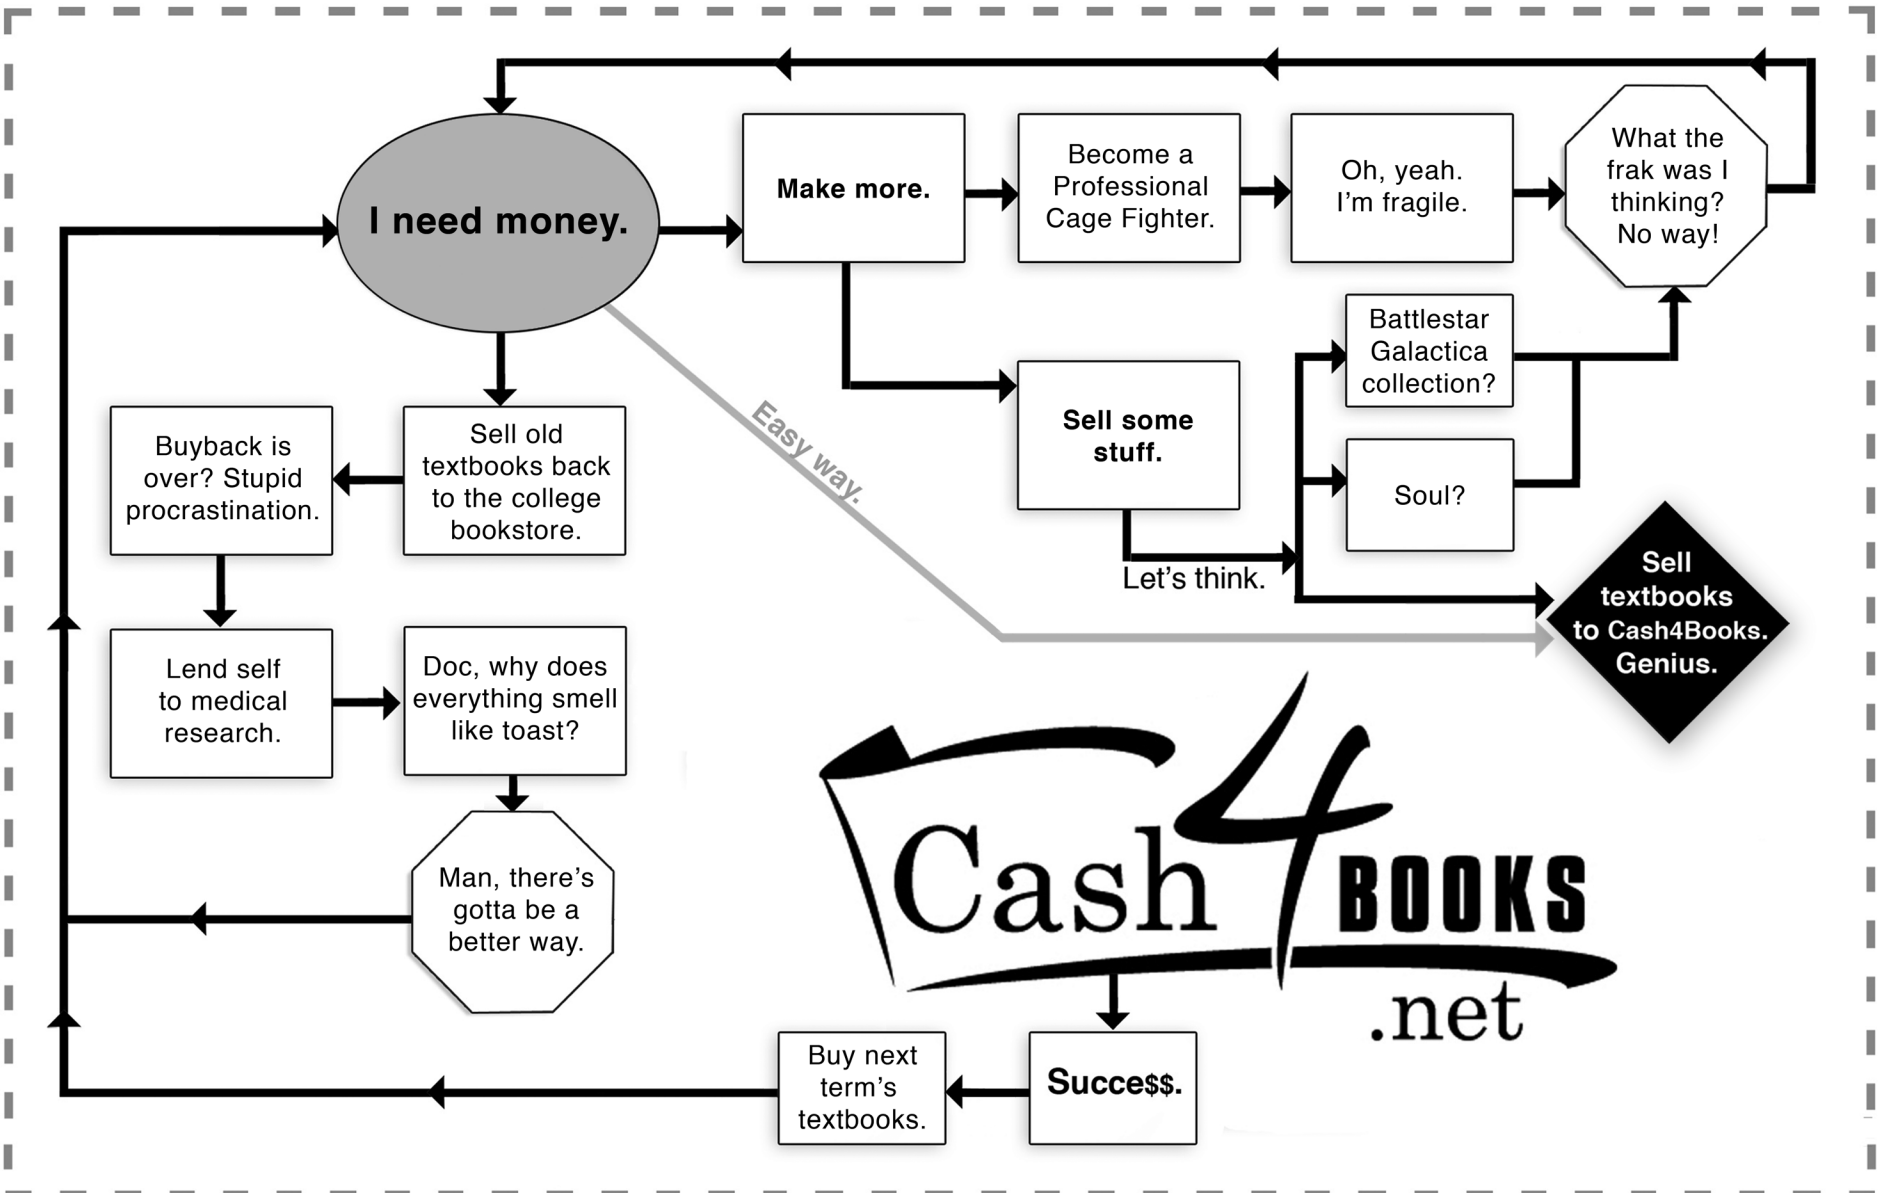 I need money.
Make more.
Become a
Professional
Cage Fighter.
Oh, yeah.
I'm fragile.
What the
frak was I
thinking?
No way!
Battlestar
Galactica
collection?
Sell some
stuff.
Soul?
Let's think.
Easy way.
Sell
textbooks
to Cash4Books.
Genius.
Sell old
textbooks back
to the college
bookstore.
Buyback is
over? Stupid
procrastination.
Lend self
to medical
research.
Doc, why does
everything smell
like toast?
Man, there's
gotta be a
better way.
Cash4BOOKS
.net
Succe$$.
Buy next
term's
textbooks.